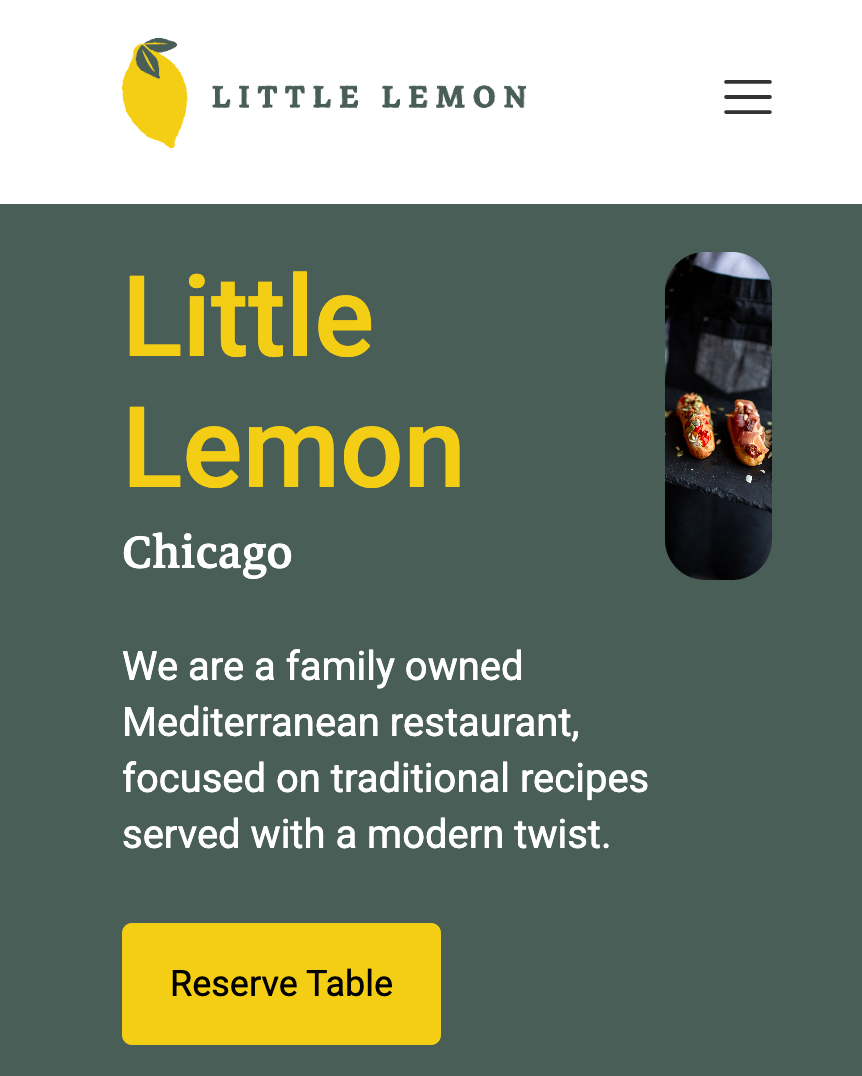 LITTLE LEMON
Little
Lemon
Chicago
We are a family owned
Mediterranean restaurant,
focused on traditional recipes
served with a modern twist.
Reserve Table